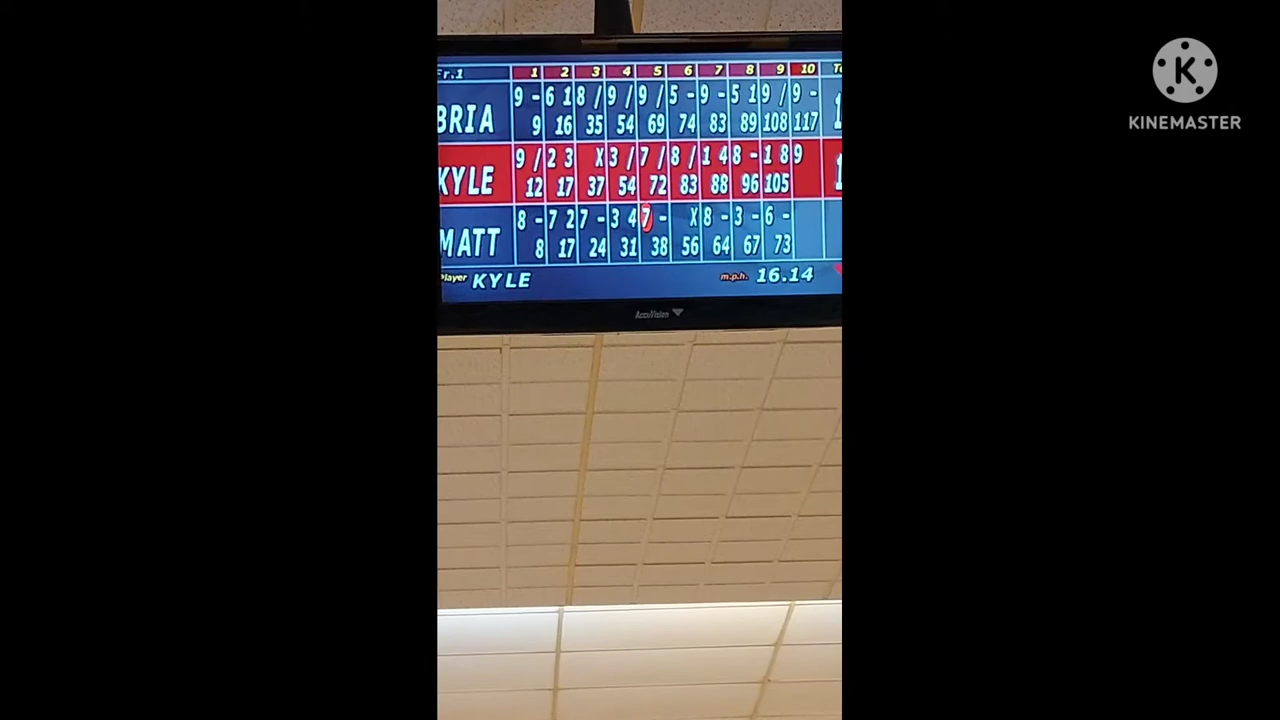 Fr.1 1 2 3 4 5 6 7 8 9 10 To
BRIA 9 - 6 1 8 / 9 / 9 / 5 - 9 - 5 1 9 / 9 -
9 16 35 54 69 74 83 89 108 117 1
KYLE 9 / 2 3 X 3 / 7 / 8 / 1 4 8 - 1 8 9
12 17 37 54 72 83 88 96 105 1
MATT 8 - 7 2 7 - 3 4 7 - X 8 - 3 - 6 -
8 17 24 31 38 56 64 67 73
Player KYLE m.p.h. 16.14
AccuVision
K
KINEMASTER